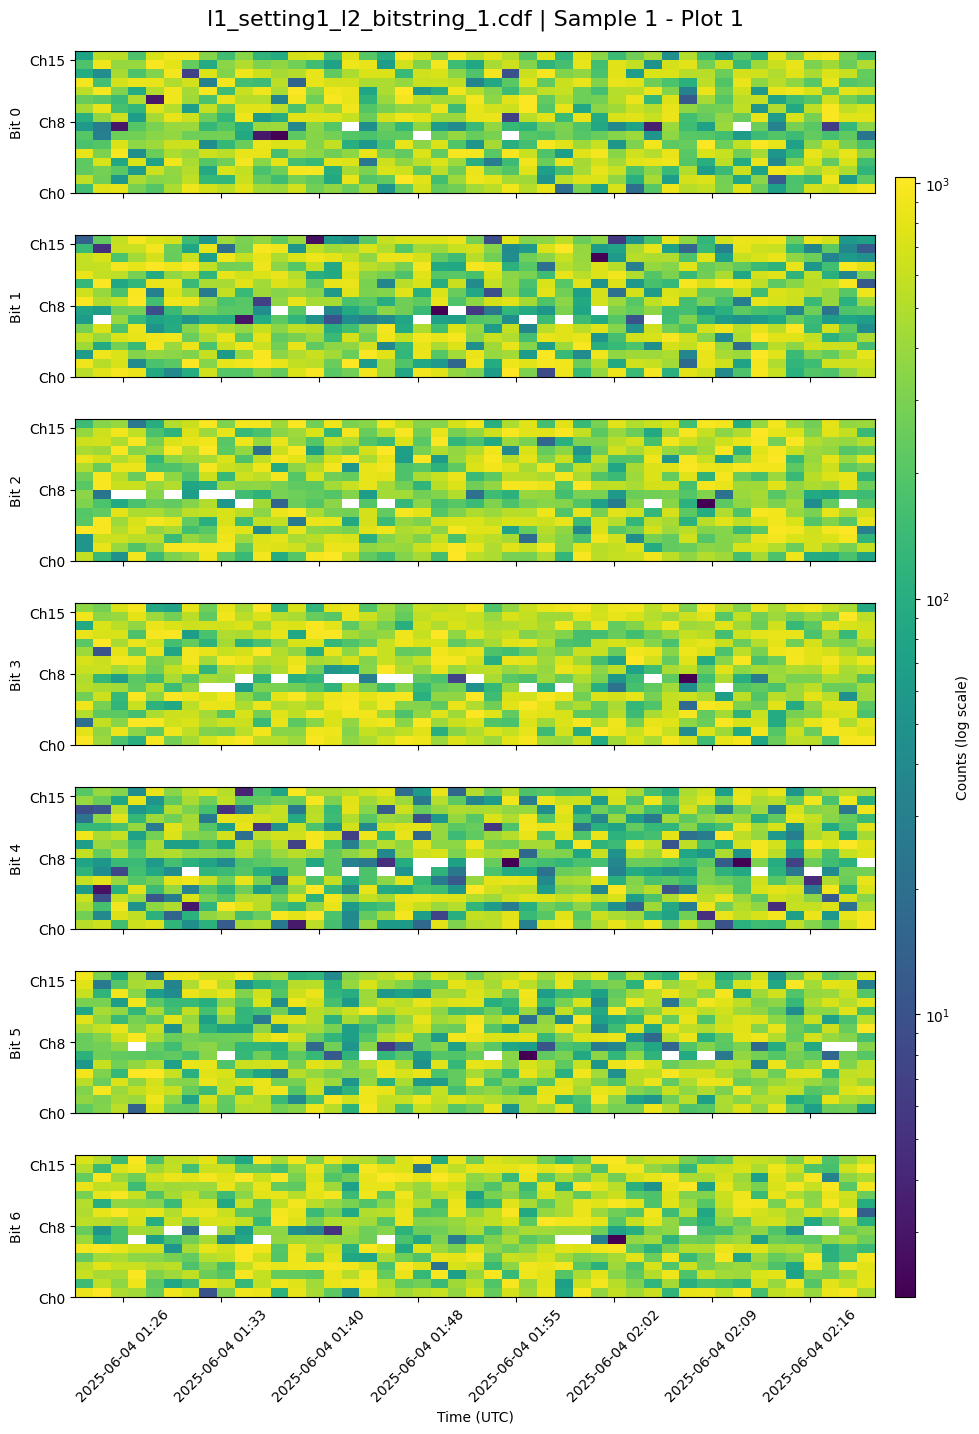 l1_setting1_l2_bitstring_1.cdf | Sample 1 - Plot 1
Bit 0
Ch15
Ch8
Ch0
Bit 1
Ch15
Ch8
Ch0
Bit 2
Ch15
Ch8
Ch0
Bit 3
Ch15
Ch8
Ch0
Bit 4
Ch15
Ch8
Ch0
Bit 5
Ch15
Ch8
Ch0
Bit 6
Ch15
Ch8
Ch0
2025-06-04 01:26
2025-06-04 01:33
2025-06-04 01:40
2025-06-04 01:48
2025-06-04 01:55
2025-06-04 02:02
2025-06-04 02:09
2025-06-04 02:16
Time (UTC)
10³
10²
10¹
Counts (log scale)